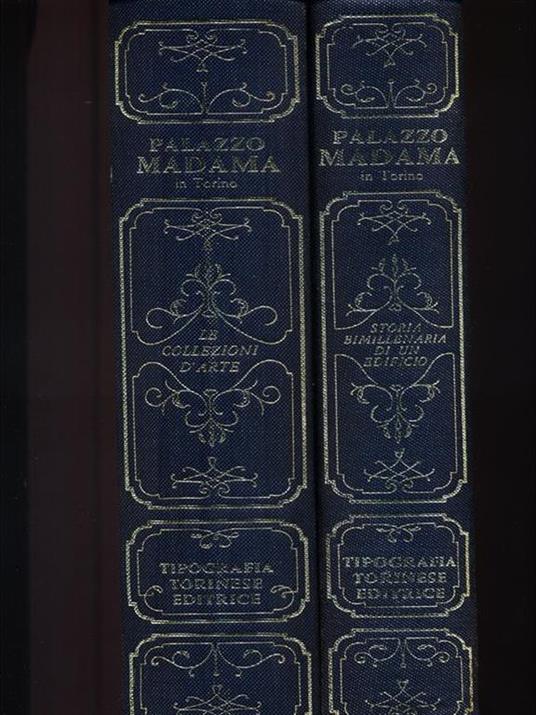 PALAZZO
MADAMA
in Torino
LE
COLLEZIONI
D'ARTE
TIPOGRAFIA
TORINESE
EDITRICE
PALAZZO
MADAMA
in Torino
STORIA
BIMILLENARIA
DI UN
EDIFICIO
TIPOGRAFIA
TORINESE
EDITRICE